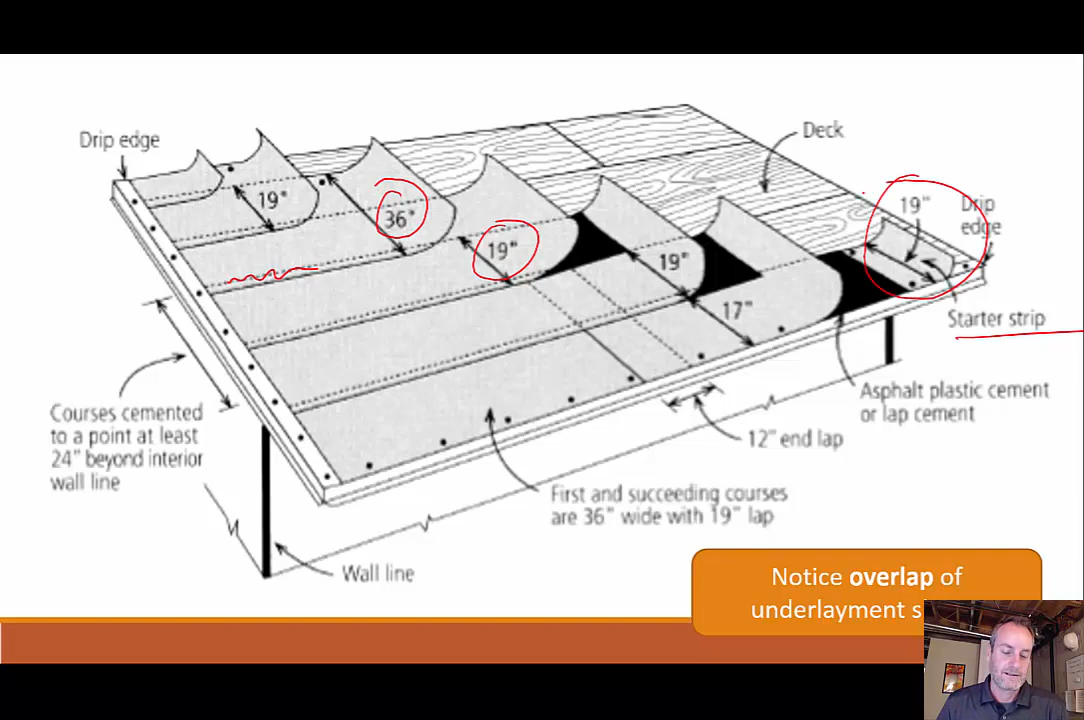 Drip edge
Deck
19"
36"
19"
19"
17"
19"
Drip
edge
Starter strip
Asphalt plastic cement
or lap cement
12" end lap
Courses cemented
to a point at least
24" beyond interior
wall line
First and succeeding courses
are 36" wide with 19" lap
Wall line
Notice overlap of
underlayment